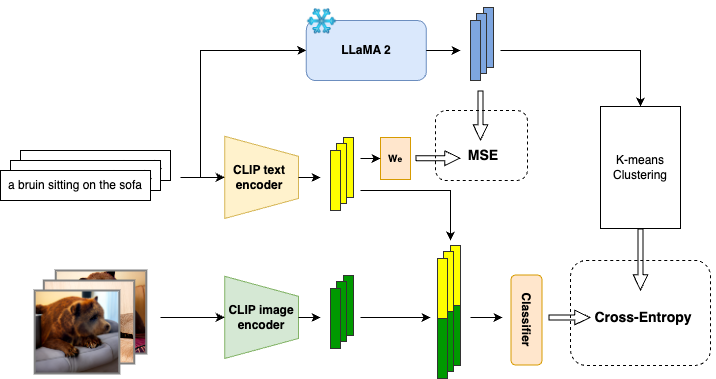 LLaMA 2
a bruin sitting on the sofa
CLIP text
encoder
We
MSE
K-means
Clustering
CLIP image
encoder
Classifier
Cross-Entropy